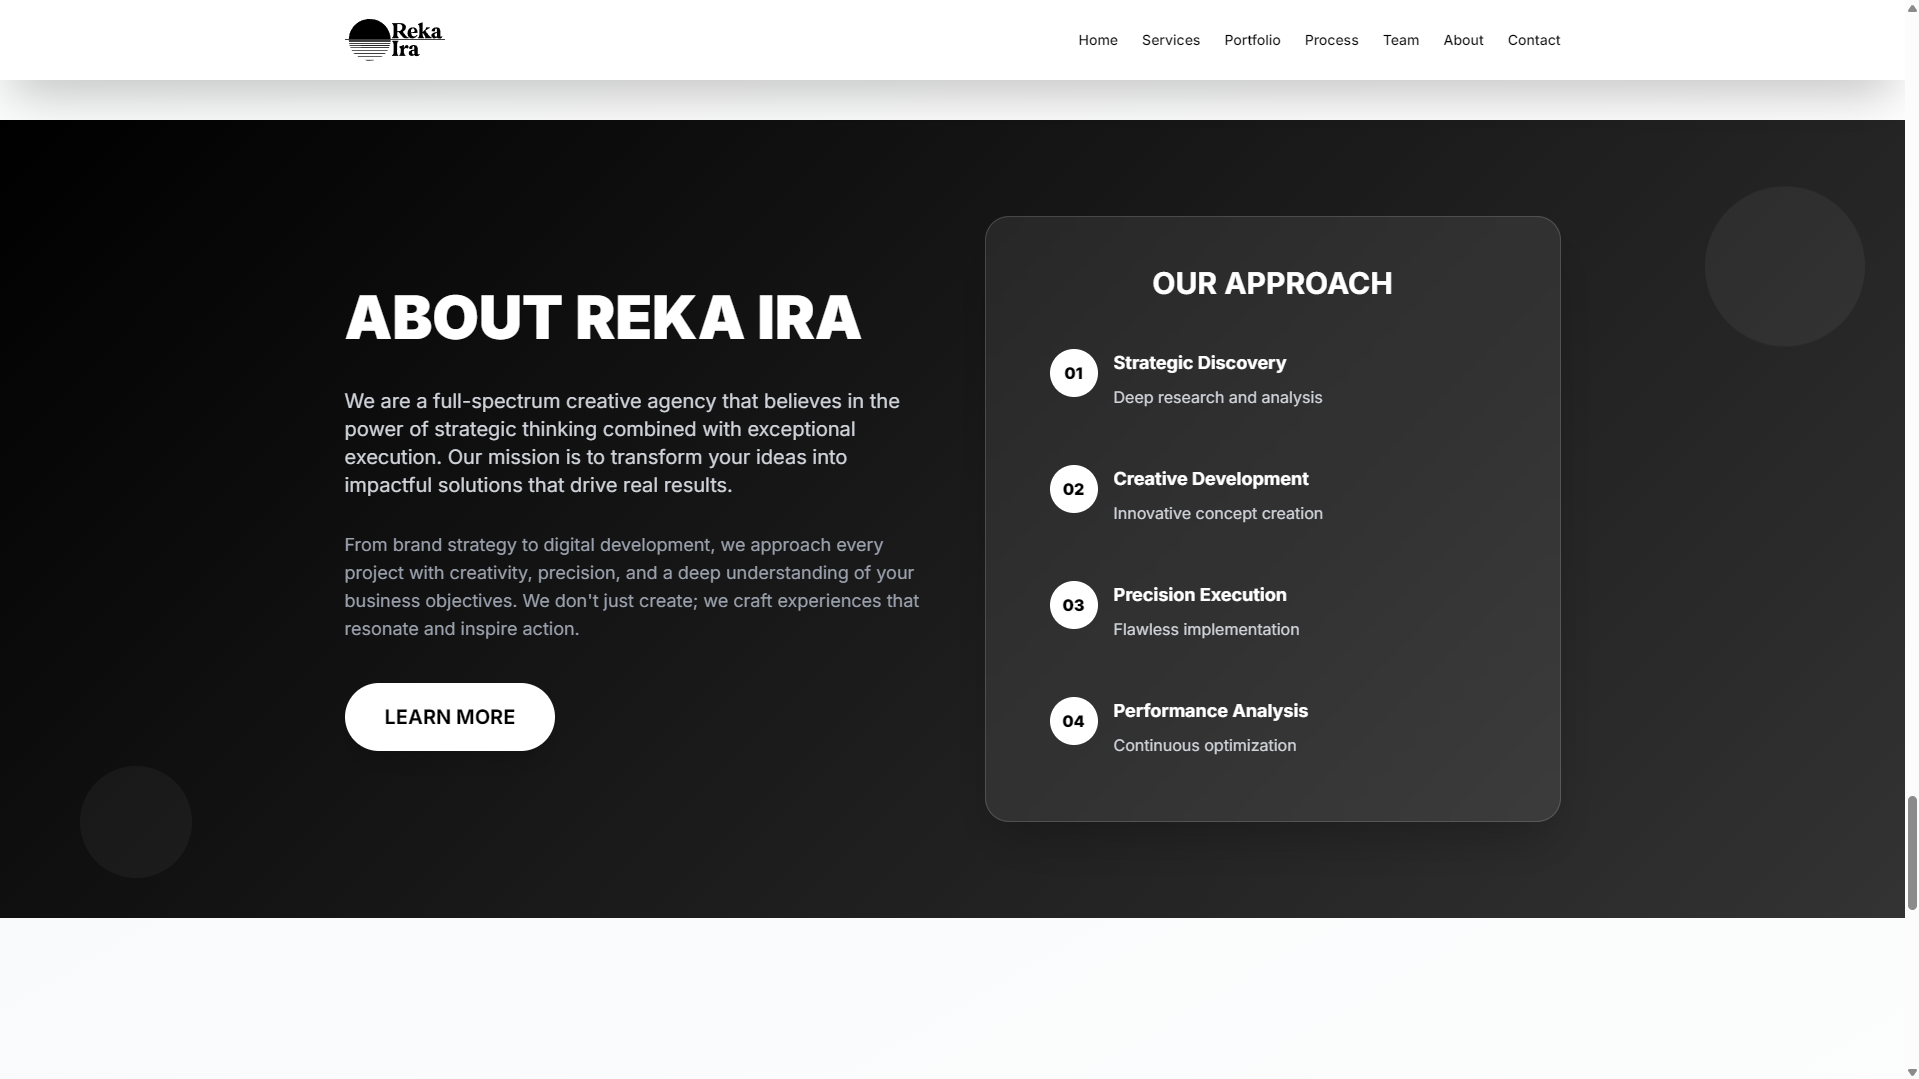 Reka
Ira
Home Services Portfolio Process Team About Contact
ABOUT REKA IRA
We are a full-spectrum creative agency that believes in the
power of strategic thinking combined with exceptional
execution. Our mission is to transform your ideas into
impactful solutions that drive real results.
From brand strategy to digital development, we approach every
project with creativity, precision, and a deep understanding of your
business objectives. We don't just create; we craft experiences that
resonate and inspire action.
LEARN MORE
OUR APPROACH
01 Strategic Discovery
Deep research and analysis
02 Creative Development
Innovative concept creation
03 Precision Execution
Flawless implementation
04 Performance Analysis
Continuous optimization